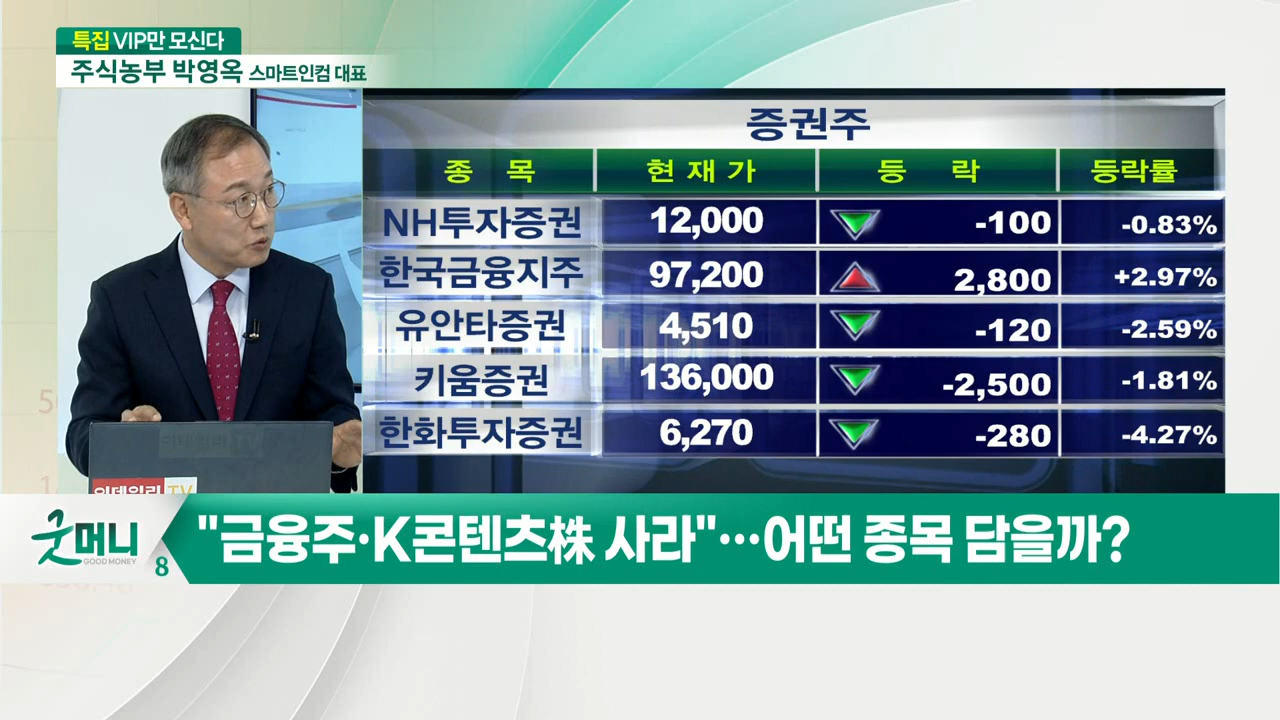 특집 VIP만 모신다
주식농부 박영옥 스마트인컴 대표
증권주
종목 현재가 등락 등락률
NH투자증권 12,000 -100 -0.83%
한국금융지주 97,200 2,800 +2.97%
유안타증권 4,510 -120 -2.59%
키움증권 136,000 -2,500 -1.81%
한화투자증권 6,270 -280 -4.27%
이데일리 TV
굿머니
GOOD MONEY
8
"금융주·K콘텐츠株 사라"…어떤 종목 담을까?